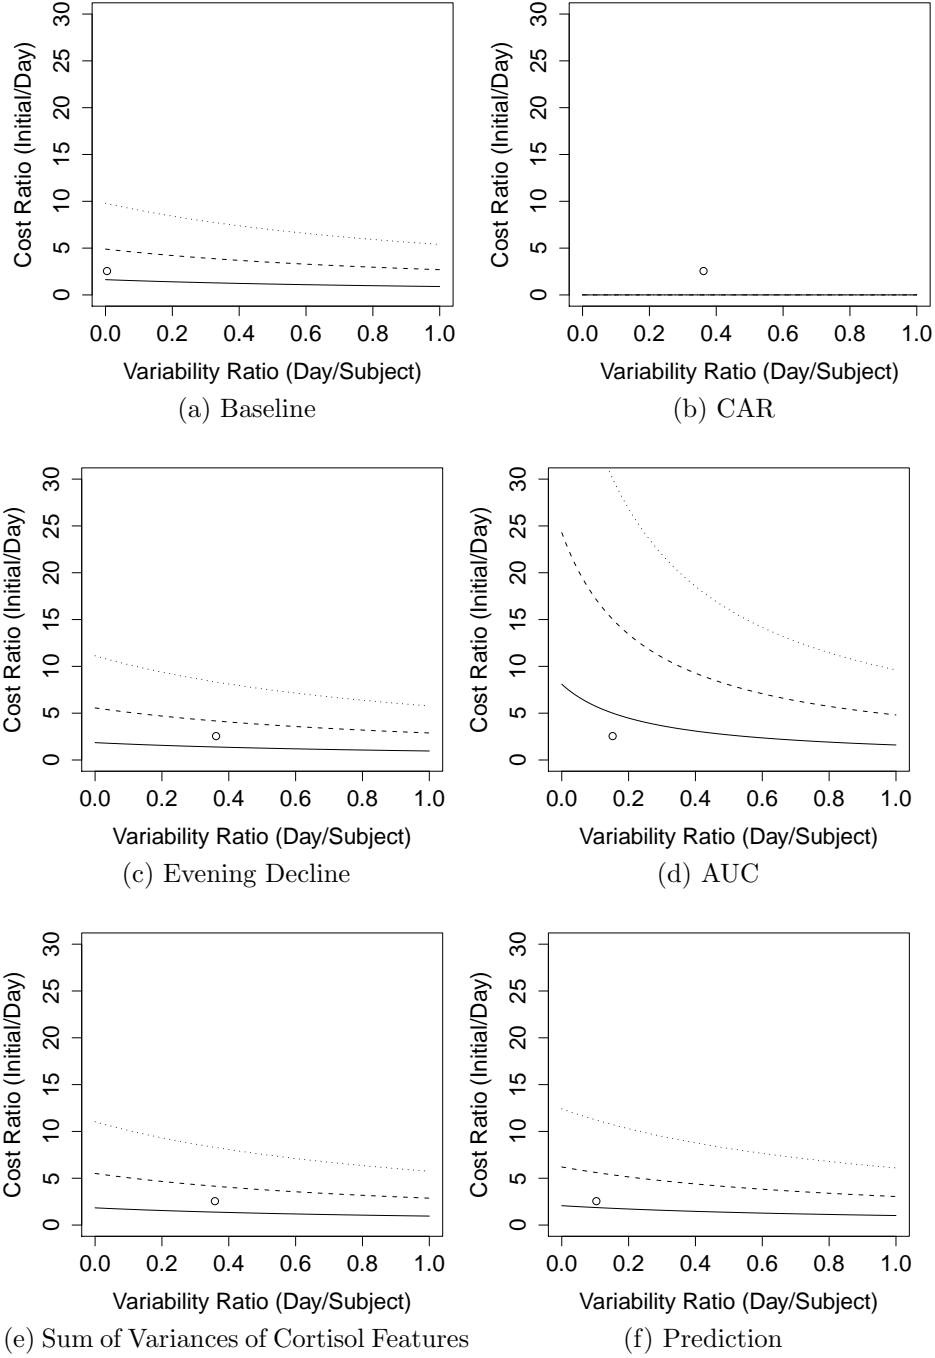 Cost Ratio (Initial/Day)
30
25
20
15
10
5
0
0.0 0.2 0.4 0.6 0.8 1.0
Variability Ratio (Day/Subject)
(a) Baseline
Cost Ratio (Initial/Day)
30
25
20
15
10
5
0
0.0 0.2 0.4 0.6 0.8 1.0
Variability Ratio (Day/Subject)
(b) CAR
Cost Ratio (Initial/Day)
30
25
20
15
10
5
0
0.0 0.2 0.4 0.6 0.8 1.0
Variability Ratio (Day/Subject)
(c) Evening Decline
Cost Ratio (Initial/Day)
30
25
20
15
10
5
0
0.0 0.2 0.4 0.6 0.8 1.0
Variability Ratio (Day/Subject)
(d) AUC
Cost Ratio (Initial/Day)
30
25
20
15
10
5
0
0.0 0.2 0.4 0.6 0.8 1.0
Variability Ratio (Day/Subject)
(e) Sum of Variances of Cortisol Features
Cost Ratio (Initial/Day)
30
25
20
15
10
5
0
0.0 0.2 0.4 0.6 0.8 1.0
Variability Ratio (Day/Subject)
(f) Prediction